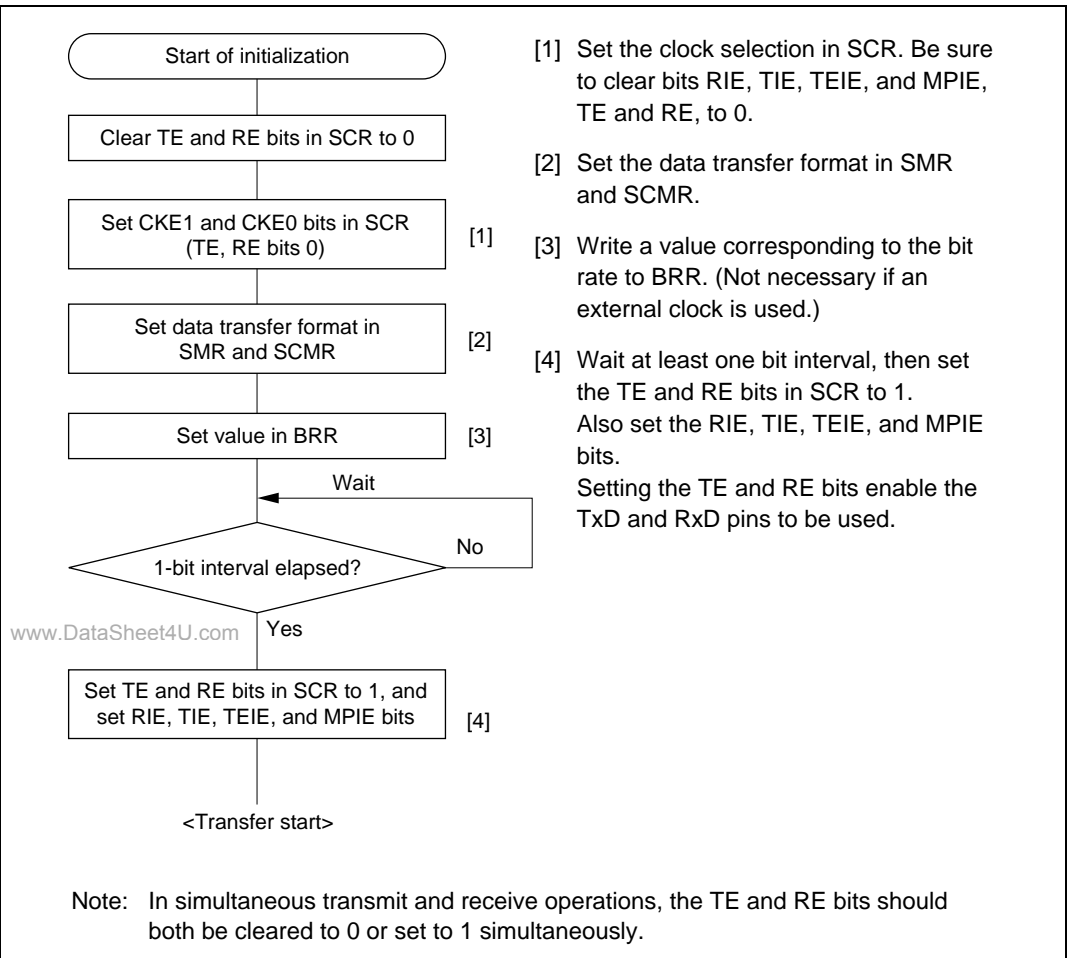 Start of initialization
Clear TE and RE bits in SCR to 0
Set CKE1 and CKE0 bits in SCR
(TE, RE bits 0)
[1]
Set data transfer format in
SMR and SCMR
[2]
Set value in BRR
[3]
Wait
1-bit interval elapsed?
No
Yes
www.DataSheet4U.com
Set TE and RE bits in SCR to 1, and
set RIE, TIE, TEIE, and MPIE bits
[4]
<Transfer start>
[1] Set the clock selection in SCR. Be sure
to clear bits RIE, TIE, TEIE, and MPIE,
TE and RE, to 0.
[2] Set the data transfer format in SMR
and SCMR.
[3] Write a value corresponding to the bit
rate to BRR. (Not necessary if an
external clock is used.)
[4] Wait at least one bit interval, then set
the TE and RE bits in SCR to 1.
Also set the RIE, TIE, TEIE, and MPIE
bits.
Setting the TE and RE bits enable the
TxD and RxD pins to be used.
Note: In simultaneous transmit and receive operations, the TE and RE bits should
both be cleared to 0 or set to 1 simultaneously.